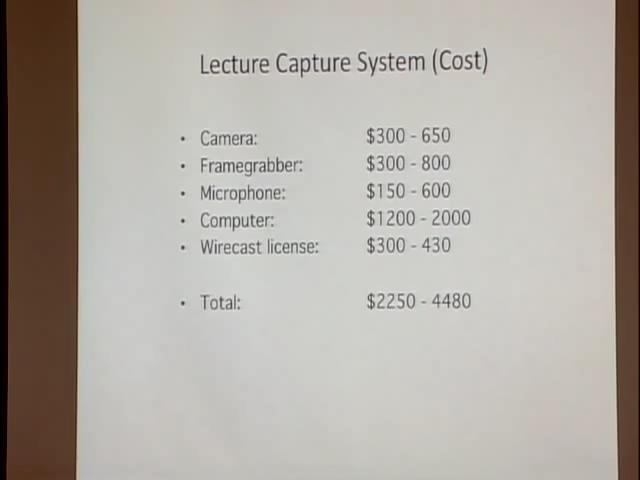 Lecture Capture System (Cost)
• Camera: $300 - 650
• Framegrabber: $300 - 800
• Microphone: $150 - 600
• Computer: $1200 - 2000
• Wirecast license: $300 - 430
• Total: $2250 - 4480